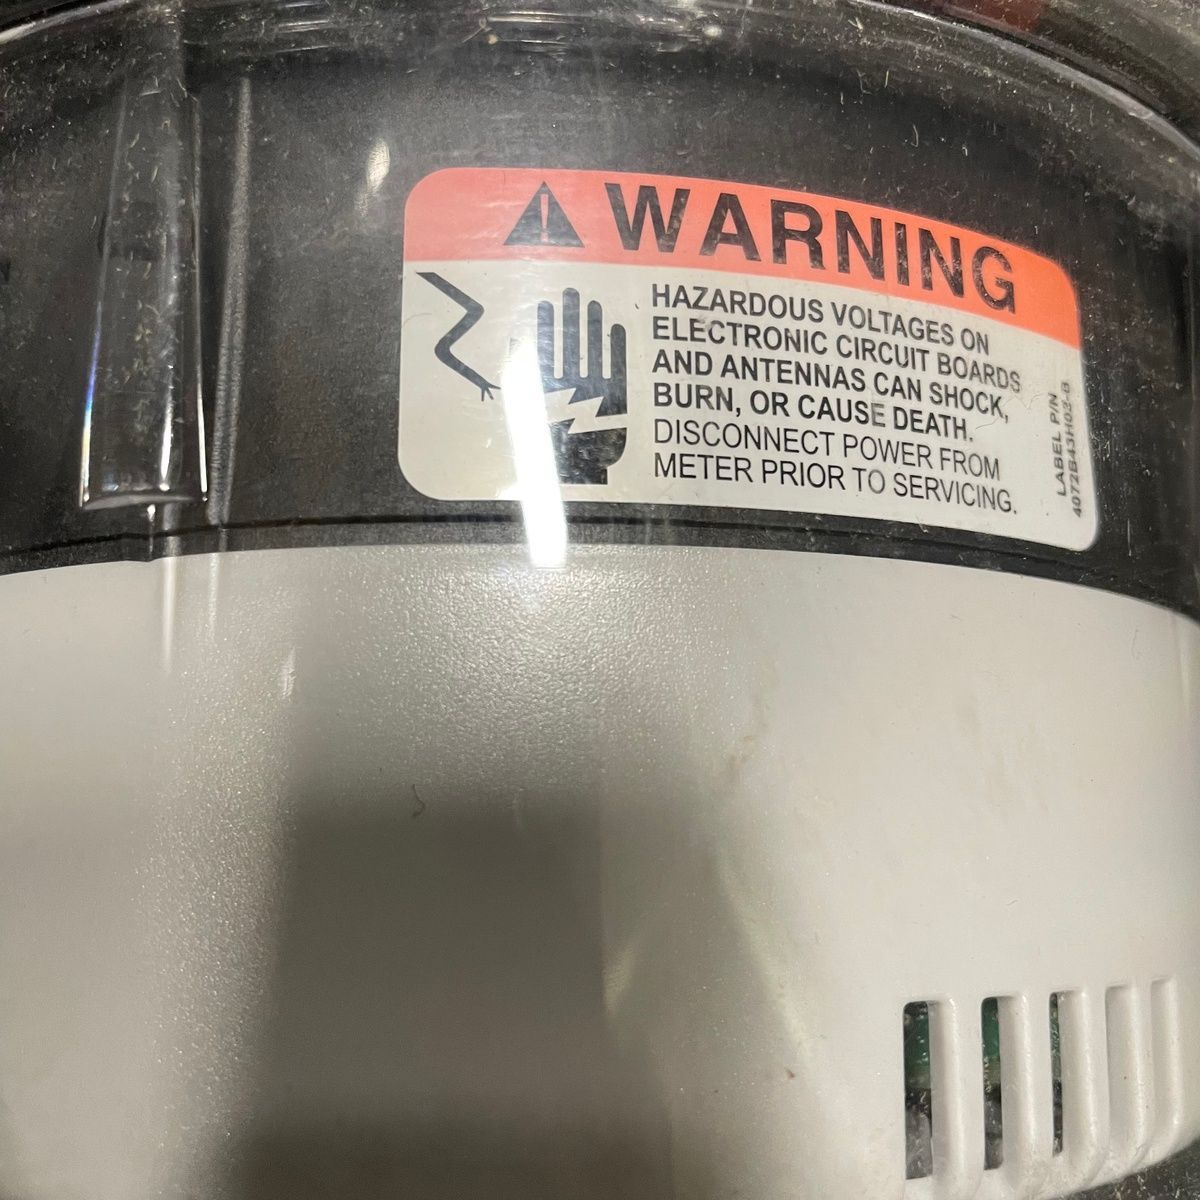 WARNING
HAZARDOUS VOLTAGES ON
ELECTRONIC CIRCUIT BOARDS
AND ANTENNAS CAN SHOCK,
BURN, OR CAUSE DEATH.
DISCONNECT POWER FROM
METER PRIOR TO SERVICING.
LABEL P/N
4072B43H03-B